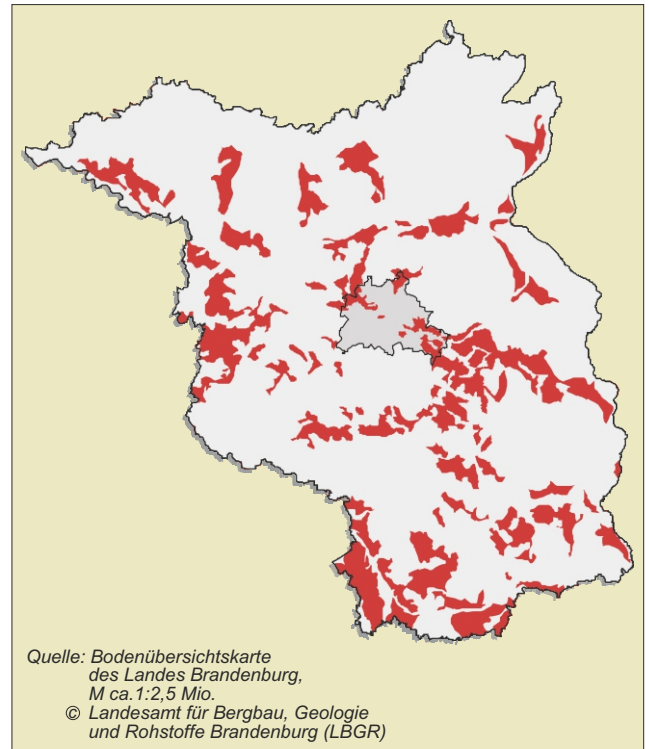 Quelle: Bodenübersichtskarte
des Landes Brandenburg,
M ca.1:2,5 Mio.
© Landesamt für Bergbau, Geologie
und Rohstoffe Brandenburg (LBGR)